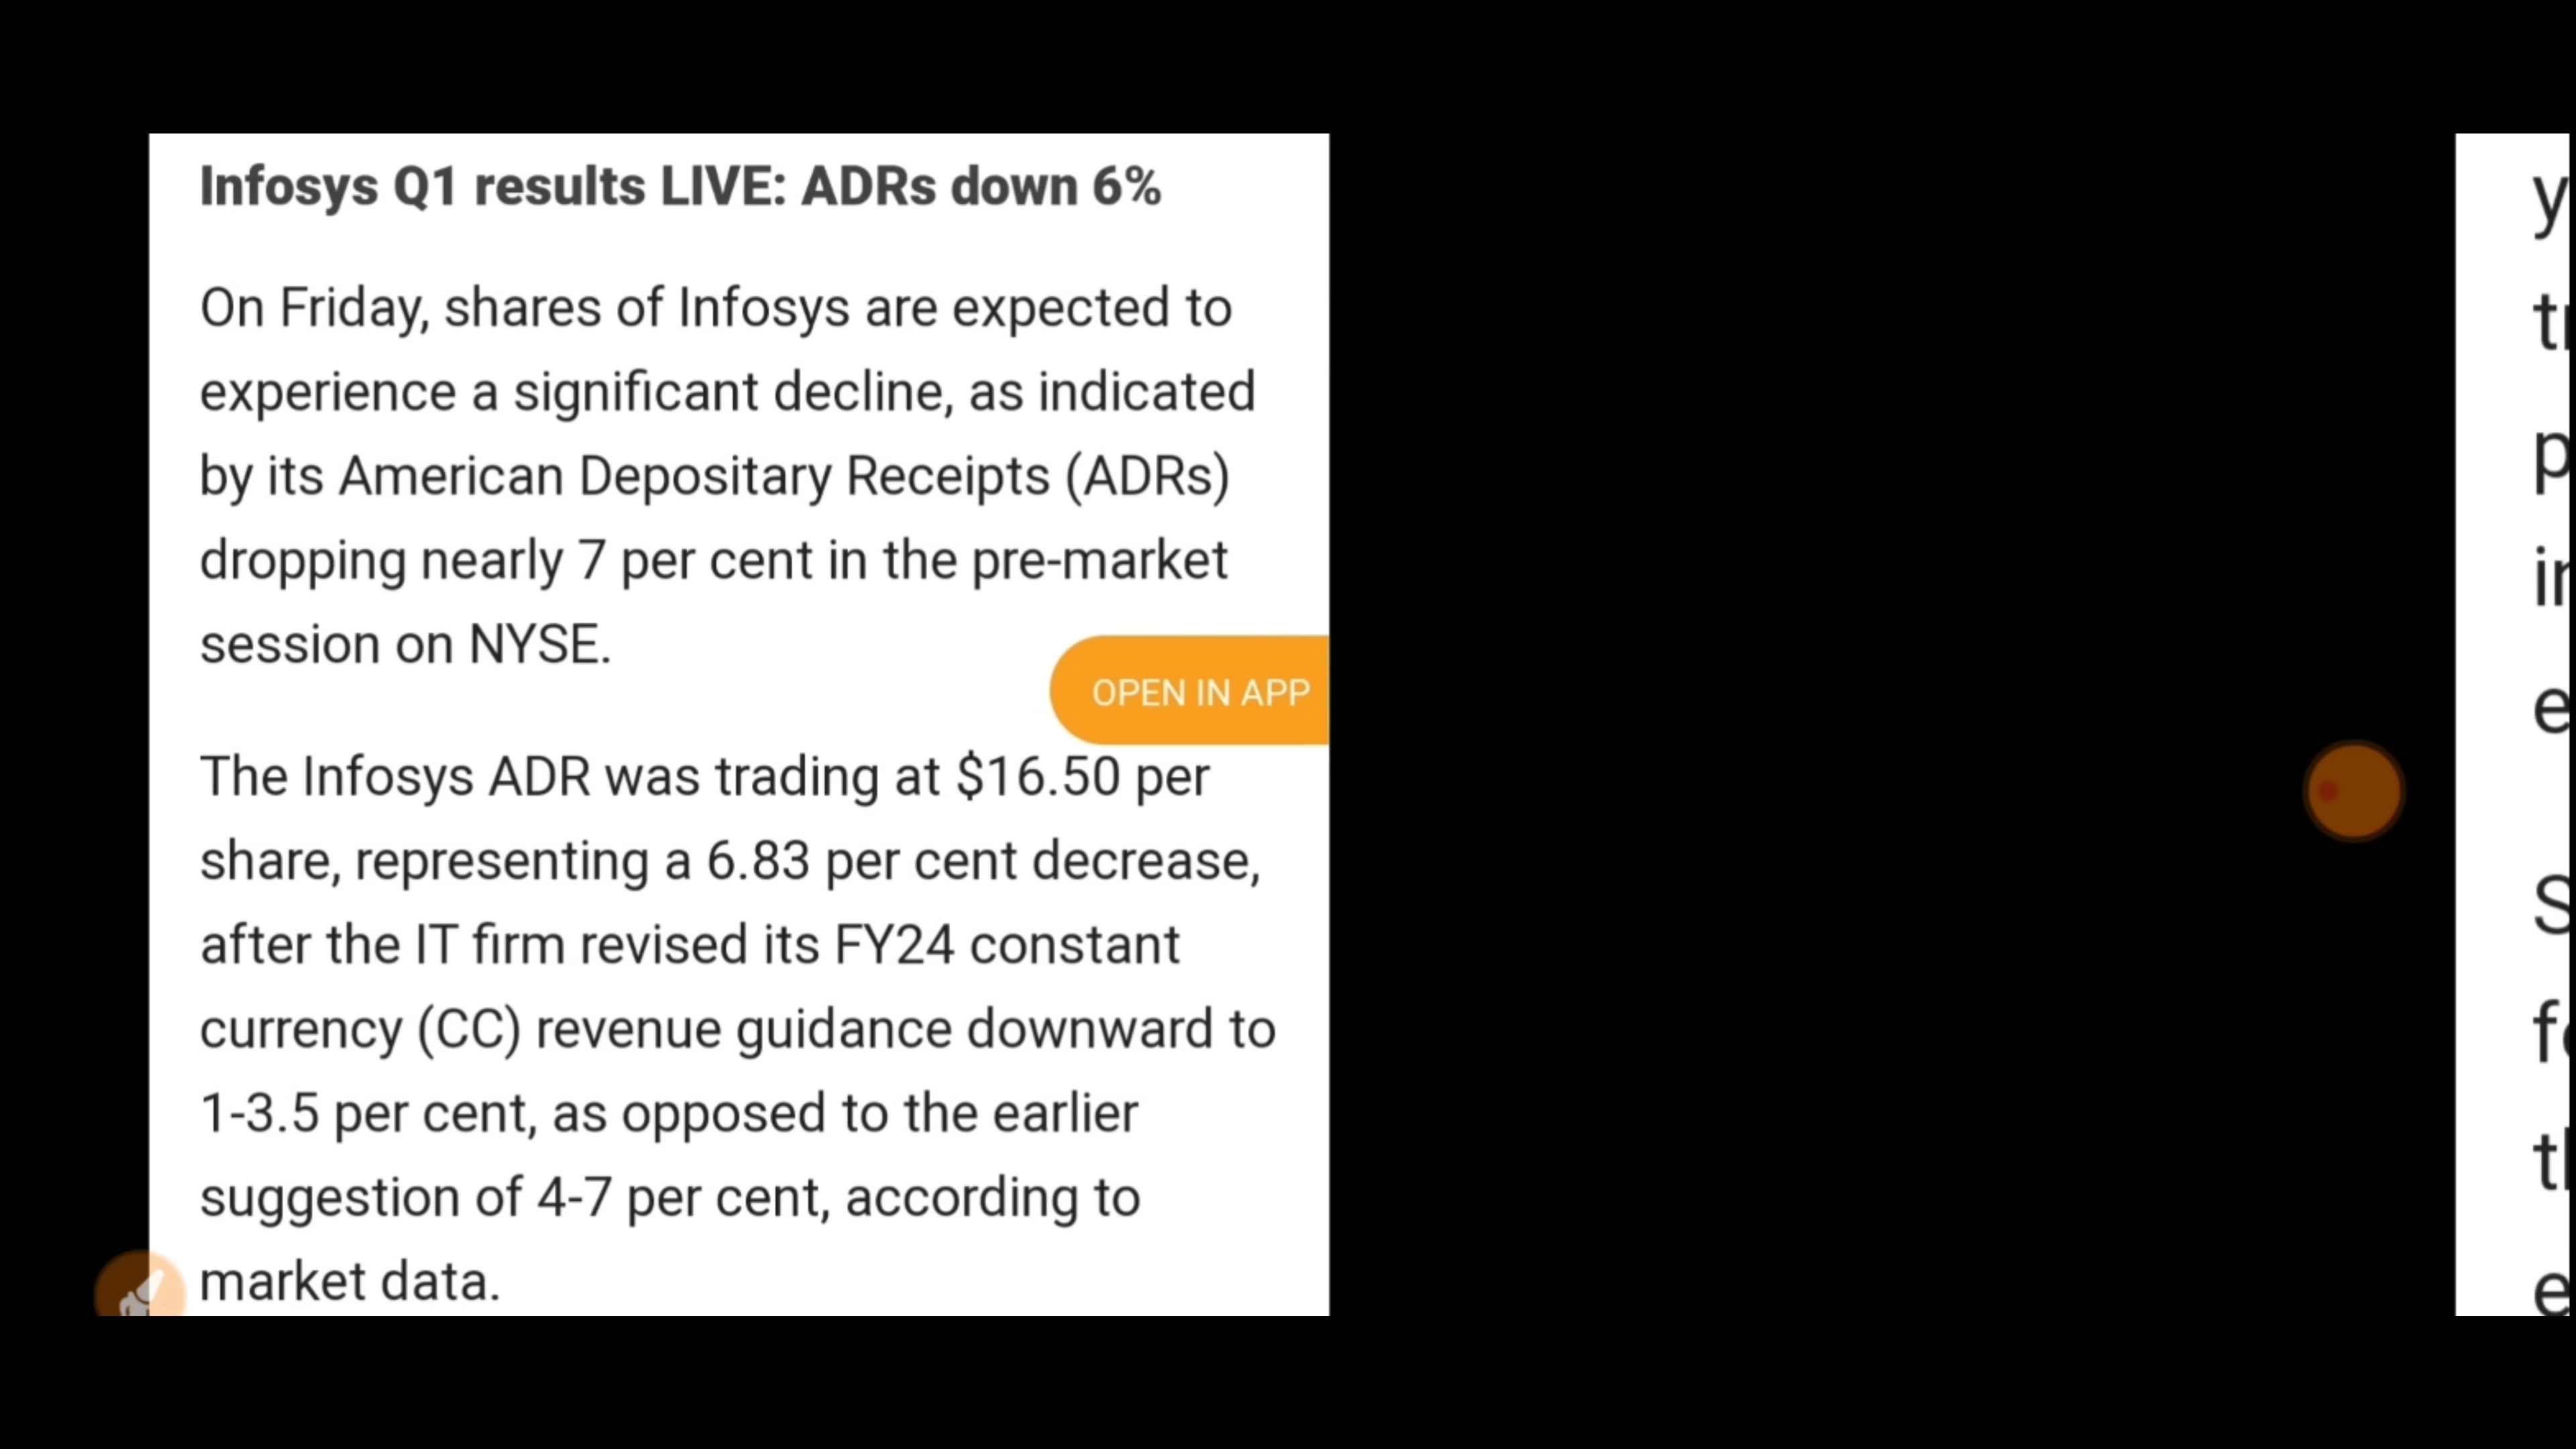 Infosys Q1 results LIVE: ADRs down 6%
On Friday, shares of Infosys are expected to
experience a significant decline, as indicated
by its American Depositary Receipts (ADRs)
dropping nearly 7 per cent in the pre-market
session on NYSE.
OPEN IN APP
The Infosys ADR was trading at $16.50 per
share, representing a 6.83 per cent decrease,
after the IT firm revised its FY24 constant
currency (CC) revenue guidance downward to
1-3.5 per cent, as opposed to the earlier
suggestion of 4-7 per cent, according to
market data.